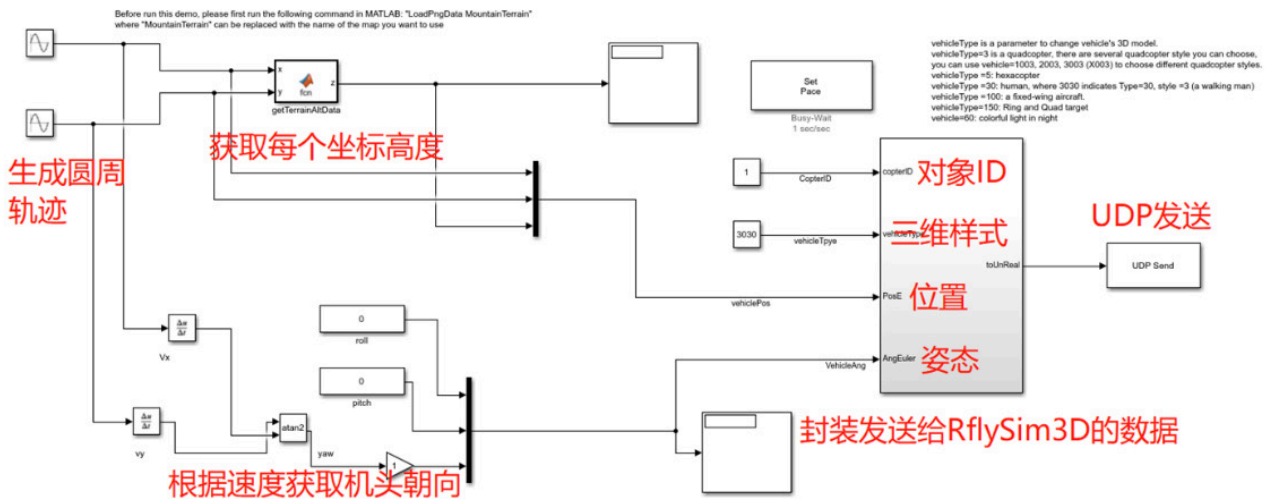 Before run this demo, please first run the following command in MATLAB: "LoadPngData MountainTerrain"
where "MountainTerrain" can be replaced with the name of the map you want to use
x
y
fcn
z
getTerrainAltData
Set
Pace
Busy-Wait
1 sec/sec
vehicleType is a parameter to change vehicle's 3D model.
vehicleType=3 is a quadcopter, there are several quadcopter style you can choose,
you can use vehicle=1003, 2003, 3003 (X003) to choose different quadcopter styles.
vehicleType =5: hexacopter
vehicleType =30: human, where 3030 indicates Type=30, style =3 (a walking man)
vehicleType =100: a fixed-wing aircraft.
vehicleType=150: Ring and Quad target
vehicle=60: colorful light in night
生成圆周
轨迹
获取每个坐标高度
1
CopterID
copterID
对象ID
3030
vehicleTpye
vehicleType
三维样式
toUnReal
UDP发送
UDP Send
vehiclePos
PosE
位置
VehicleAng
AngEuler
姿态
0
roll
0
pitch
Δu
Δt
Vx
Δu
Δt
vy
atan2
yaw
1
根据速度获取机头朝向
封装发送给RflySim3D的数据